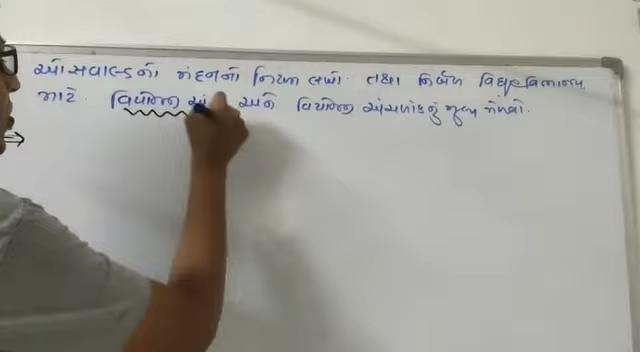 ઓસવાલ્ડનો મંદનનો નિયમ લખો. તથા નિર્બળ વિદ્યુતવિભાજ્ય
માટે વિયોજન અં અને વિયોજન અચળાંકનું મૂલ્ય મેળવો.